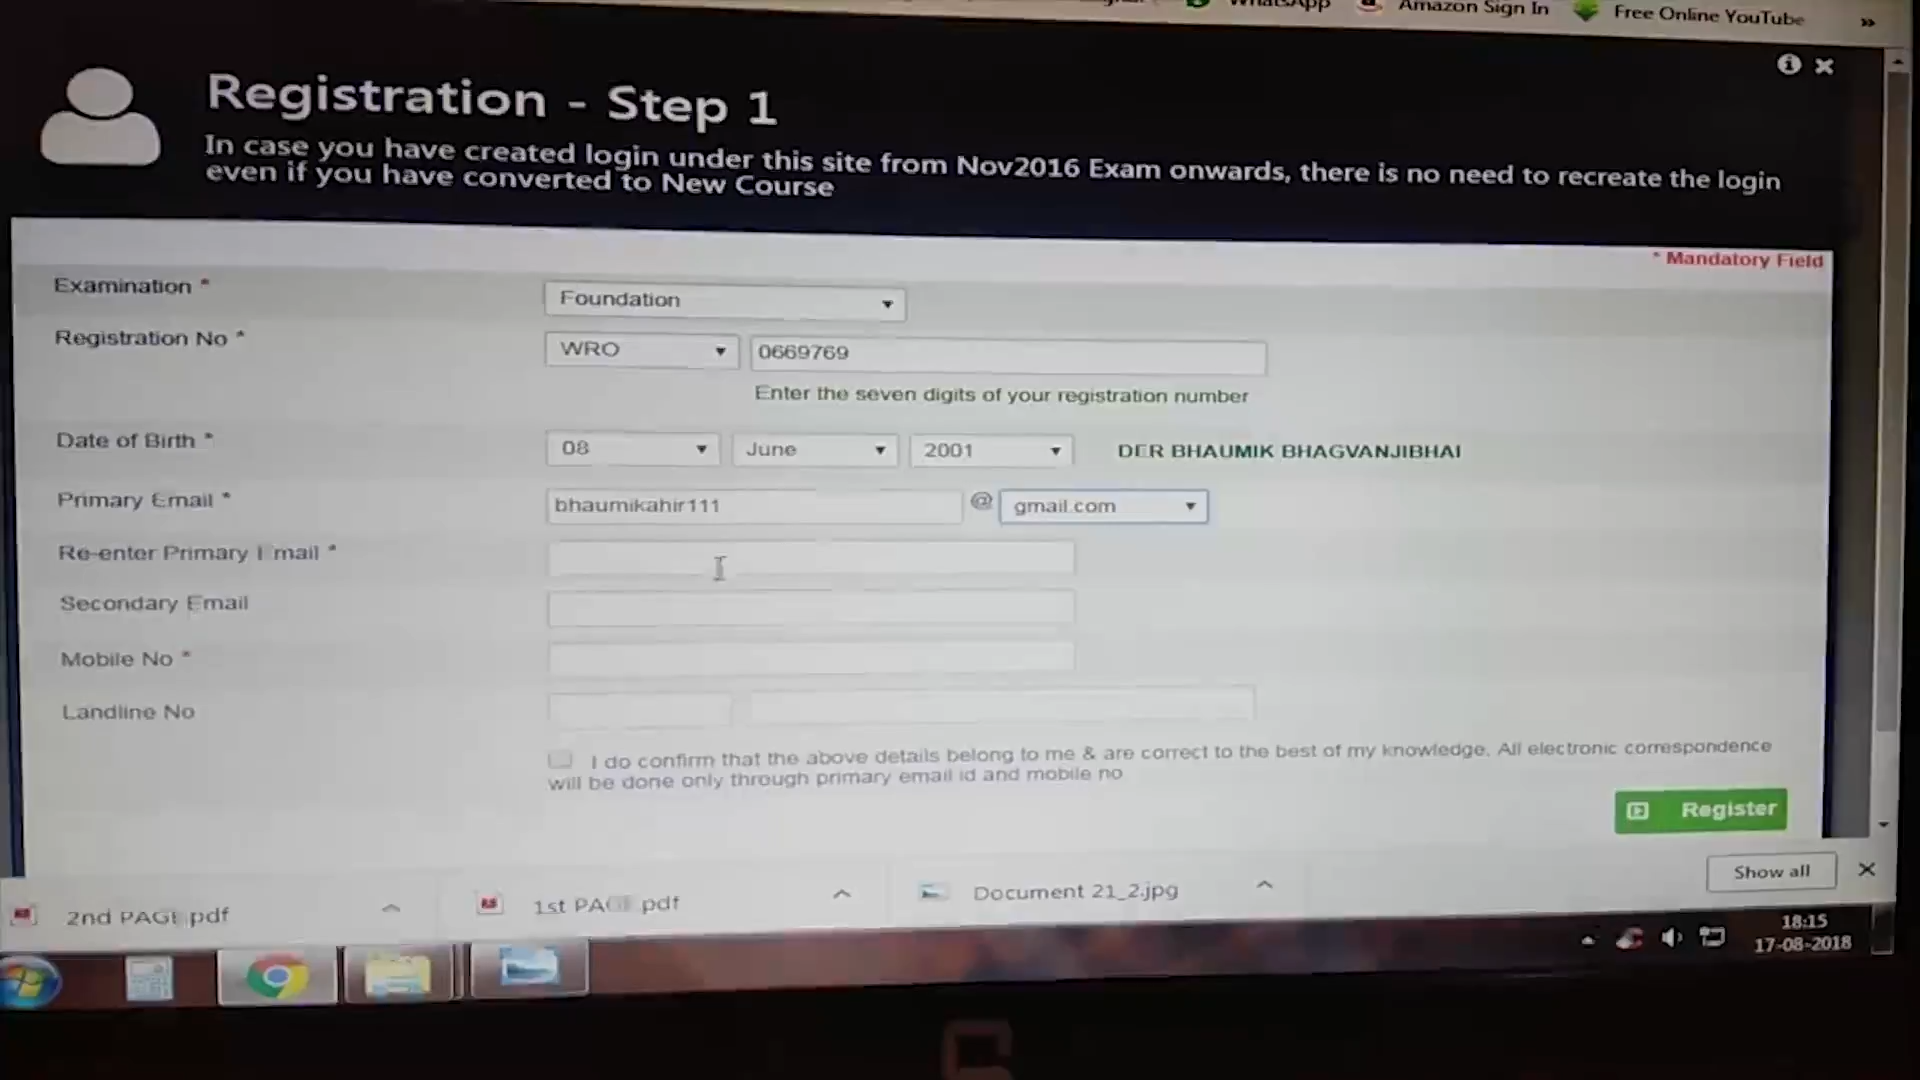 WhatsApp
Amazon Sign In
Free Online YouTube
»
Registration - Step 1
In case you have created login under this site from Nov2016 Exam onwards, there is no need to recreate the login
even if you have converted to New Course
* Mandatory Field
Examination *
Foundation
Registration No *
WRO
0669769
Enter the seven digits of your registration number
Date of Birth *
08
June
2001
DER BHAUMIK BHAGVANJIBHAI
Primary Email *
bhaumikahir111
@
gmail.com
Re-enter Primary Email *
Secondary Email
Mobile No *
Landline No
I do confirm that the above details belong to me & are correct to the best of my knowledge. All electronic correspondence
will be done only through primary email id and mobile no
Register
2nd PAGE.pdf
1st PAGE.pdf
Document 21_2.jpg
Show all
18:15
17-08-2018